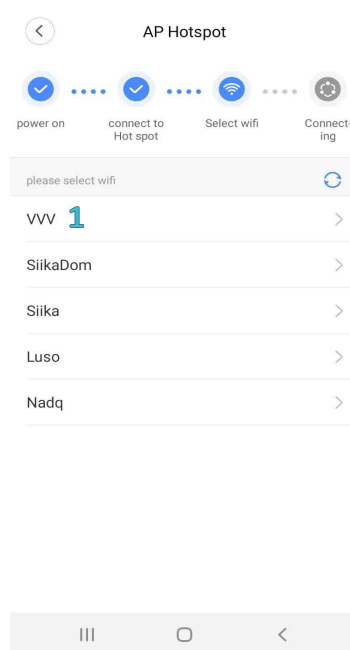 AP Hotspot
power on
connect to
Hot spot
Select wifi
Connect-
ing
please select wifi
VVV 1
SiikaDom
Siika
Luso
Nadq